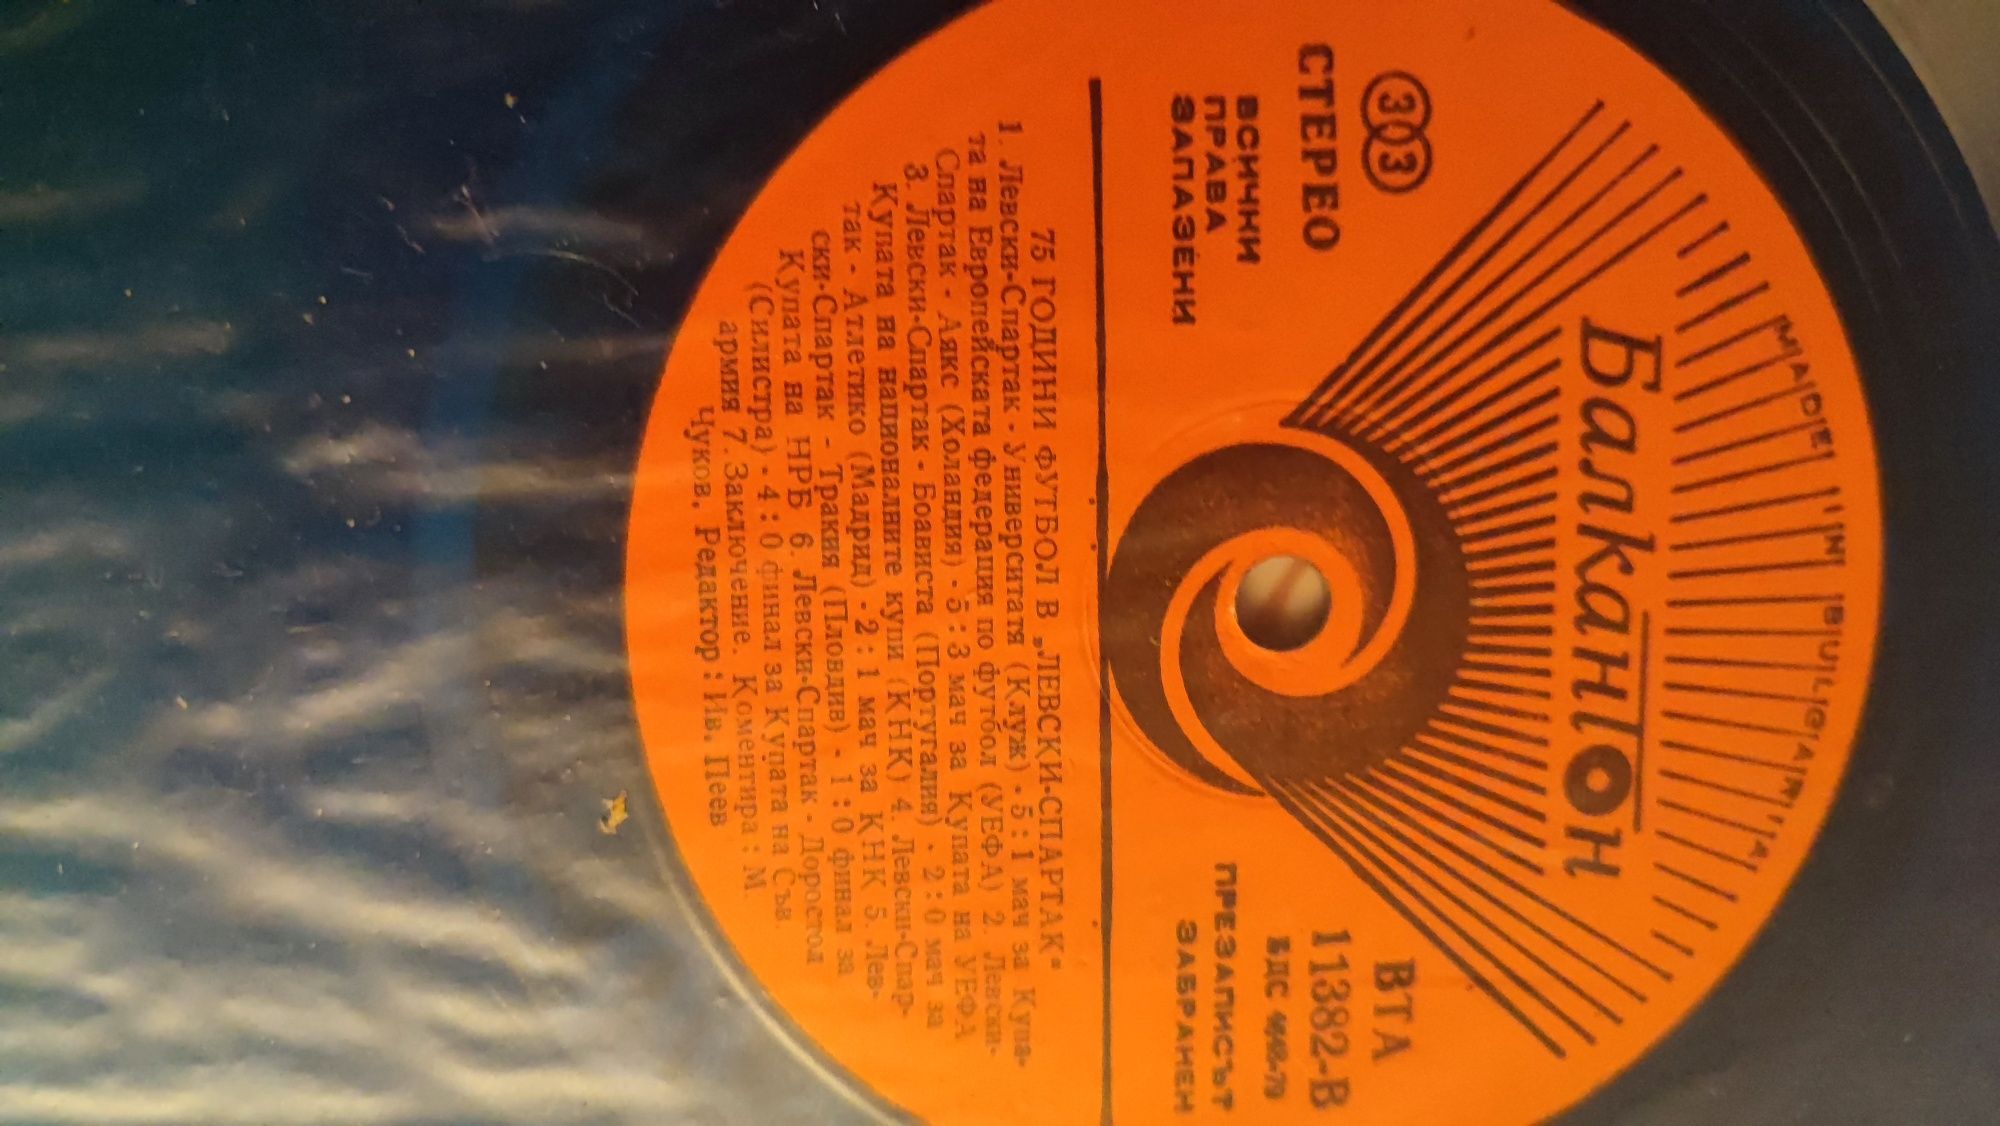 MADE IN BULGARIA
Балкантон
33
СТЕРЕО
ВСИЧКИ
ПРАВА
ЗАПАЗЕНИ
ВТА
11382-В
БДС
ПРЕЗАПИСЪТ
ЗАБРАНЕН
75 ГОДИНИ ФУТБОЛ В „ЛЕВСКИ-СПАРТАК“
1. Левски-Спартак - Университатя (Клуж) - 5:1 мач за Купа-
та на Европейската федерация по футбол (УЕФА) 2. Левски-
Спартак - Аякс (Холандия) - 5:3 мач за Купата на УЕФА
3. Левски-Спартак - Боависта (Португалия) - 2:0 мач за
Купата на националните купи (КНК) 4. Левски-Спар-
так - Атлетико (Мадрид) - 2:1 мач за КНК 5. Лев-
ски-Спартак - Тракия (Пловдив) - 1:0 финал за
Купата на НРБ 6. Левски-Спартак - Доростол
(Силистра) - 4:0 финал за Купата на Съв.
армия 7. Заключение. Коментира: М.
Чуков. Редактор: Ив. Пеев